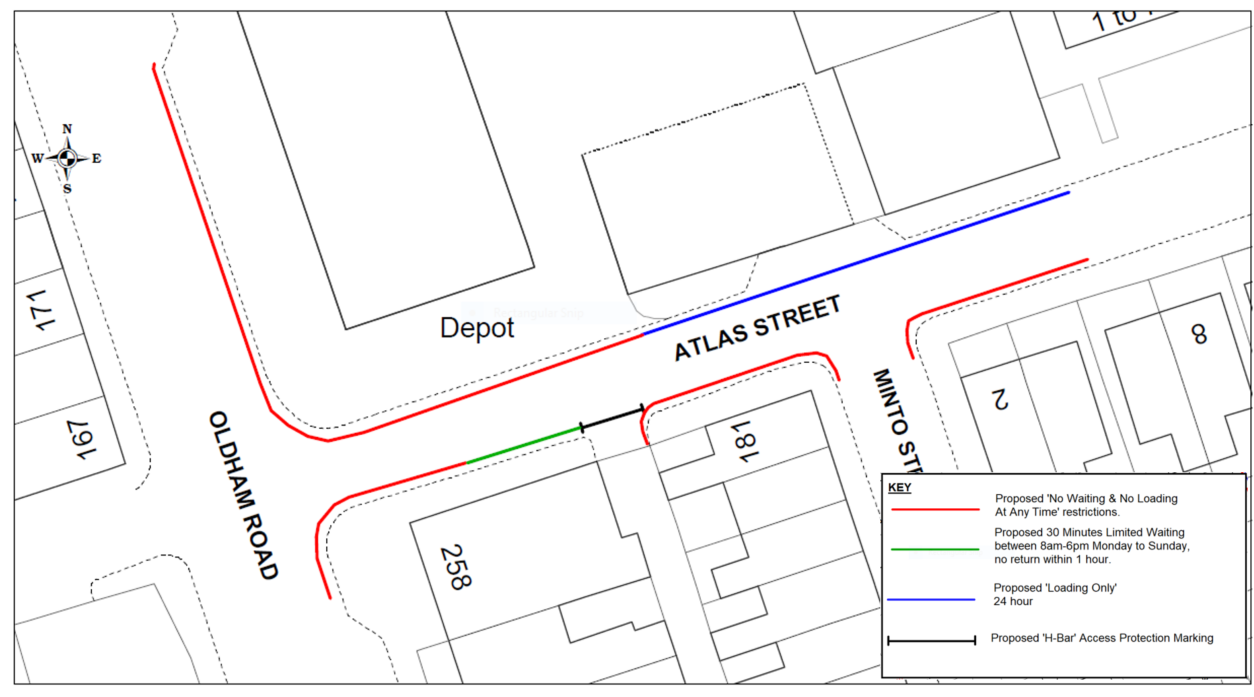 1 to
N
W E
S
171
Depot
ATLAS STREET
8
2
MINTO
167
181
OLDHAM ROAD
258
KEY
Proposed 'No Waiting & No Loading
At Any Time' restrictions.
Proposed 30 Minutes Limited Waiting
between 8am-6pm Monday to Sunday,
no return within 1 hour.
Proposed 'Loading Only'
24 hour
Proposed 'H-Bar' Access Protection Marking